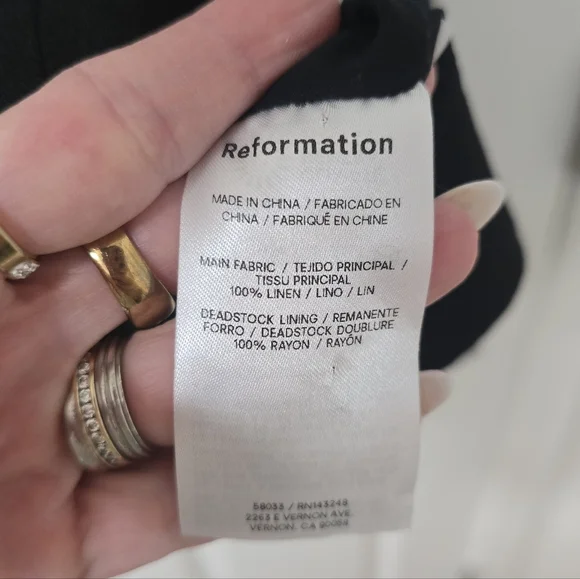 Reformation
MADE IN CHINA / FABRICADO EN
CHINA / FABRIQUÉ EN CHINE
MAIN FABRIC / TEJIDO PRINCIPAL /
TISSU PRINCIPAL
100% LINEN / LINO / LIN
DEADSTOCK LINING / REMANENTE
FORRO / DEADSTOCK DOUBLURE
100% RAYON / RAYÓN
58033 / RN143248
2263 E VERNON AVE.
VERNON, CA 90058